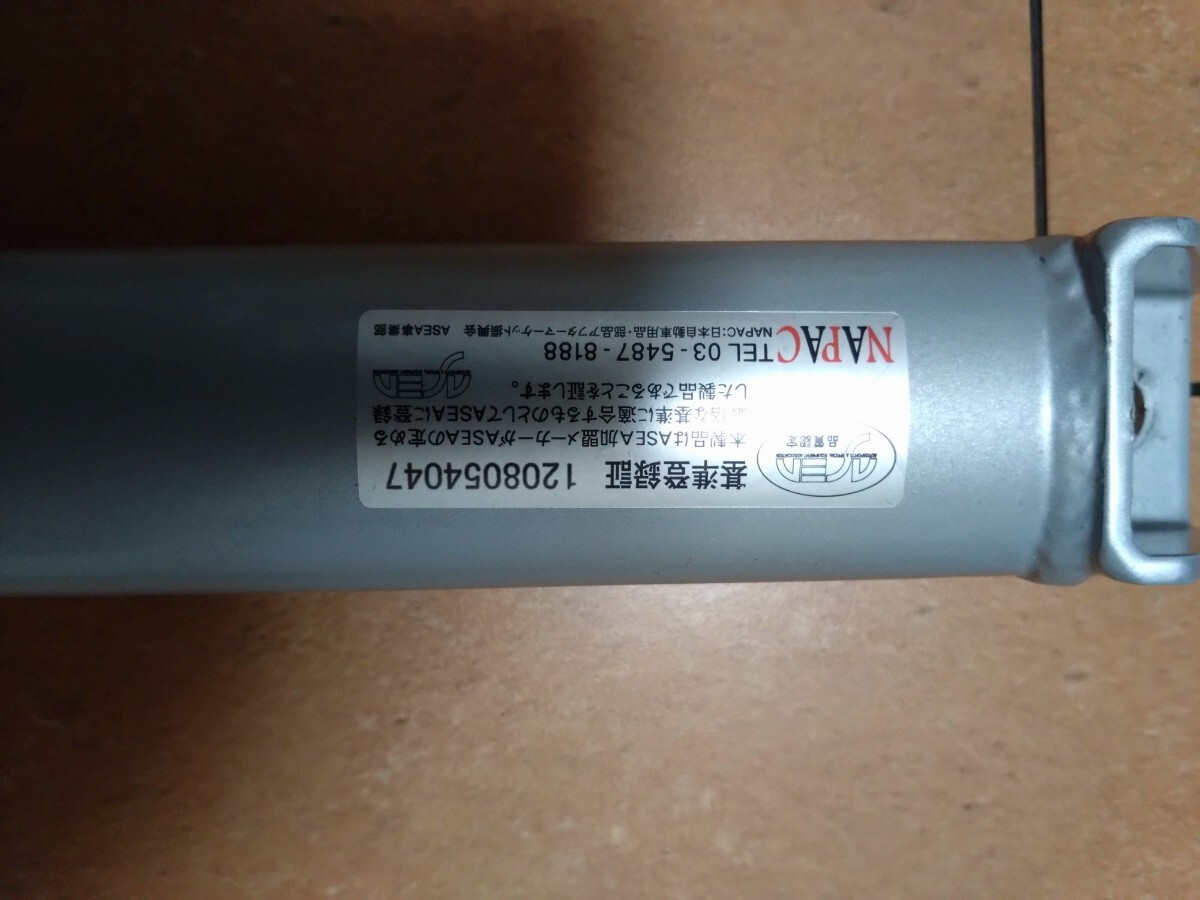 基準登録証 1208054047
品質認定
本製品はASEA加盟メーカーがASEAの定める
な基準に適合するものとしてASEAに登録
した製品であることを証します。
ASEA
NAPAC TEL 03-5487-8188
NAPAC:日本自動車用品・部品アフターマーケット振興会 ASEA事業部